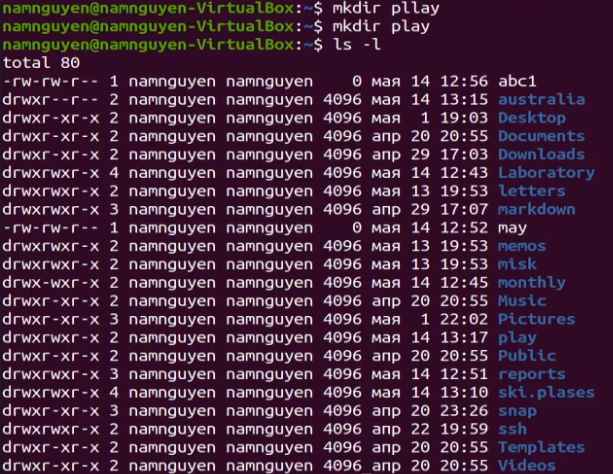 namnguyen@namnguyen-VirtualBox:~$ mkdir pllay
namnguyen@namnguyen-VirtualBox:~$ mkdir play
namnguyen@namnguyen-VirtualBox:~$ ls -l
total 80
-rw-rw-r-- 1 namnguyen namnguyen    0 мая 14 12:56 abc1
drwxr--r-- 2 namnguyen namnguyen 4096 мая 14 13:15 australia
drwxr-xr-x 2 namnguyen namnguyen 4096 мая  1 19:03 Desktop
drwxr-xr-x 2 namnguyen namnguyen 4096 апр 20 20:55 Documents
drwxr-xr-x 2 namnguyen namnguyen 4096 апр 29 17:03 Downloads
drwxrwxr-x 4 namnguyen namnguyen 4096 мая 14 12:43 Laboratory
drwxrwxr-x 2 namnguyen namnguyen 4096 мая 13 19:53 letters
drwxrwxr-x 3 namnguyen namnguyen 4096 апр 29 17:07 markdown
-rw-rw-r-- 1 namnguyen namnguyen    0 мая 14 12:52 may
drwxrwxr-x 2 namnguyen namnguyen 4096 мая 13 19:53 memos
drwxrwxr-x 2 namnguyen namnguyen 4096 мая 13 19:53 misk
drwx-wx-r-x 2 namnguyen namnguyen 4096 мая 14 12:45 monthly
drwxr-xr-x 2 namnguyen namnguyen 4096 апр 20 20:55 Music
drwxr-xr-x 3 namnguyen namnguyen 4096 мая  1 22:02 Pictures
drwxrwxr-x 2 namnguyen namnguyen 4096 мая 14 13:17 play
drwxr-xr-x 2 namnguyen namnguyen 4096 апр 20 20:55 Public
drwxrwxr-x 3 namnguyen namnguyen 4096 мая 14 12:51 reports
drwxrwxr-x 4 namnguyen namnguyen 4096 мая 14 13:10 ski.plases
drwxr-xr-x 3 namnguyen namnguyen 4096 апр 20 23:26 snap
drwxrwxr-x 2 namnguyen namnguyen 4096 апр 22 19:59 ssh
drwxr-xr-x 2 namnguyen namnguyen 4096 апр 20 20:55 Templates
drwxr-xr-x 2 namnguyen namnguyen 4096 апр 20 20:55 Videos